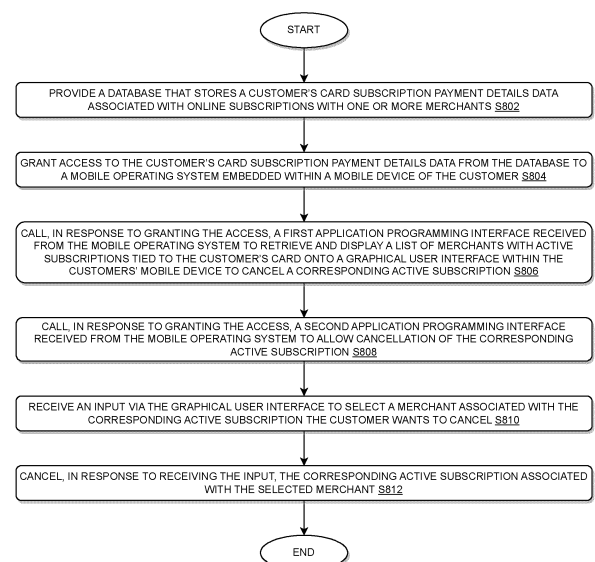 START
PROVIDE A DATABASE THAT STORES A CUSTOMER'S CARD SUBSCRIPTION PAYMENT DETAILS DATA
ASSOCIATED WITH ONLINE SUBSCRIPTIONS WITH ONE OR MORE MERCHANTS S802
GRANT ACCESS TO THE CUSTOMER'S CARD SUBSCRIPTION PAYMENT DETAILS DATA FROM THE DATABASE TO
A MOBILE OPERATING SYSTEM EMBEDDED WITHIN A MOBILE DEVICE OF THE CUSTOMER S804
CALL, IN RESPONSE TO GRANTING THE ACCESS, A FIRST APPLICATION PROGRAMMING INTERFACE RECEIVED
FROM THE MOBILE OPERATING SYSTEM TO RETRIEVE AND DISPLAY A LIST OF MERCHANTS WITH ACTIVE
SUBSCRIPTIONS TIED TO THE CUSTOMER'S CARD ONTO A GRAPHICAL USER INTERFACE WITHIN THE
CUSTOMERS' MOBILE DEVICE TO CANCEL A CORRESPONDING ACTIVE SUBSCRIPTION S806
CALL, IN RESPONSE TO GRANTING THE ACCESS, A SECOND APPLICATION PROGRAMMING INTERFACE
RECEIVED FROM THE MOBILE OPERATING SYSTEM TO ALLOW CANCELLATION OF THE CORRESPONDING
ACTIVE SUBSCRIPTION S808
RECEIVE AN INPUT VIA THE GRAPHICAL USER INTERFACE TO SELECT A MERCHANT ASSOCIATED WITH THE
CORRESPONDING ACTIVE SUBSCRIPTION THE CUSTOMER WANTS TO CANCEL S810
CANCEL, IN RESPONSE TO RECEIVING THE INPUT, THE CORRESPONDING ACTIVE SUBSCRIPTION ASSOCIATED
WITH THE SELECTED MERCHANT S812
END